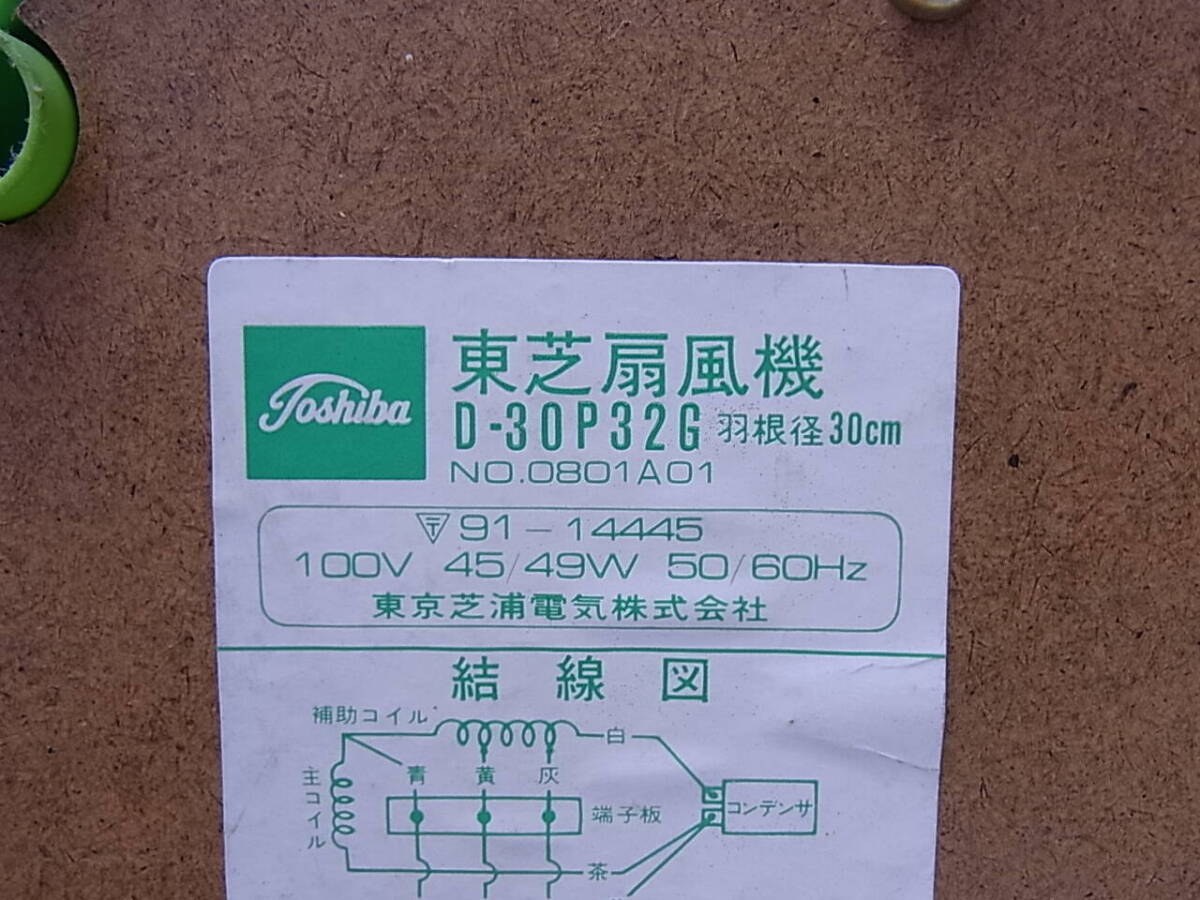 Toshiba
東芝扇風機
D-30P32G 羽根径30cm
NO.0801A01
〒91-14445
100V 45/49W 50/60Hz
東京芝浦電気株式会社
結線図
補助コイル
白
主コイル
青 黄 灰
端子板
コンデンサ
茶